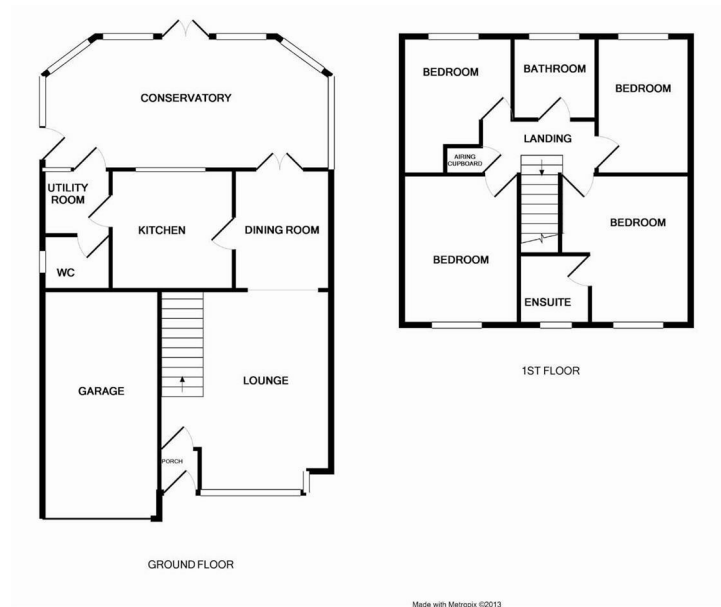 CONSERVATORY
UTILITY
ROOM
KITCHEN
DINING ROOM
WC
GARAGE
LOUNGE
PORCH
GROUND FLOOR
BEDROOM
BATHROOM
BEDROOM
LANDING
AIRING
CUPBOARD
BEDROOM
BEDROOM
ENSUITE
1ST FLOOR
Made with Metropix ©2013